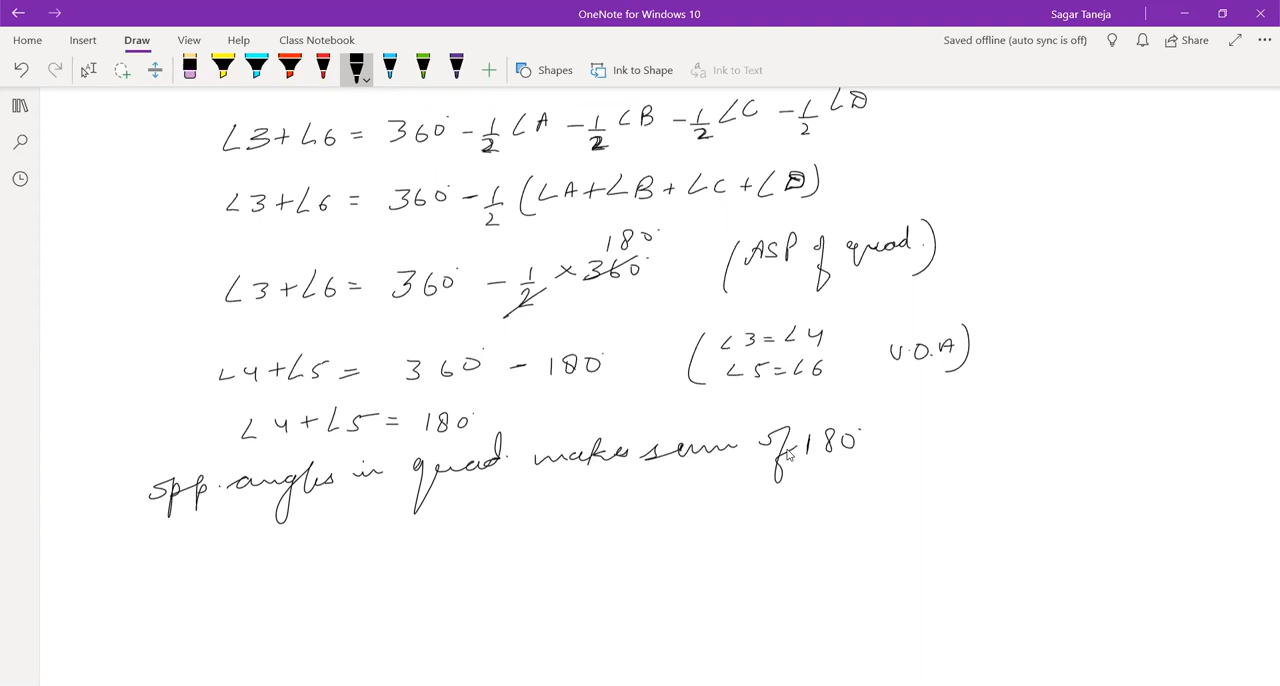 OneNote for Windows 10
Sagar Taneja
Home Insert Draw View Help Class Notebook
Saved offline (auto sync is off)
Share
Shapes
Ink to Shape
Ink to Text
∠3+∠6 = 360° - 1/2 ∠A - 1/2 ∠B - 1/2 ∠C - 1/2 ∠D
∠3+∠6 = 360° - 1/2 (∠A+∠B+∠C+∠D)
180°
∠3+∠6 = 360° - 1/2 × 360° (ASP of quad.)
∠4+∠5 = 360° - 180° (∠3=∠4 ∠5=∠6 V.O.A)
∠4+∠5 = 180°
opp. angles in quad. makes sum of 180°